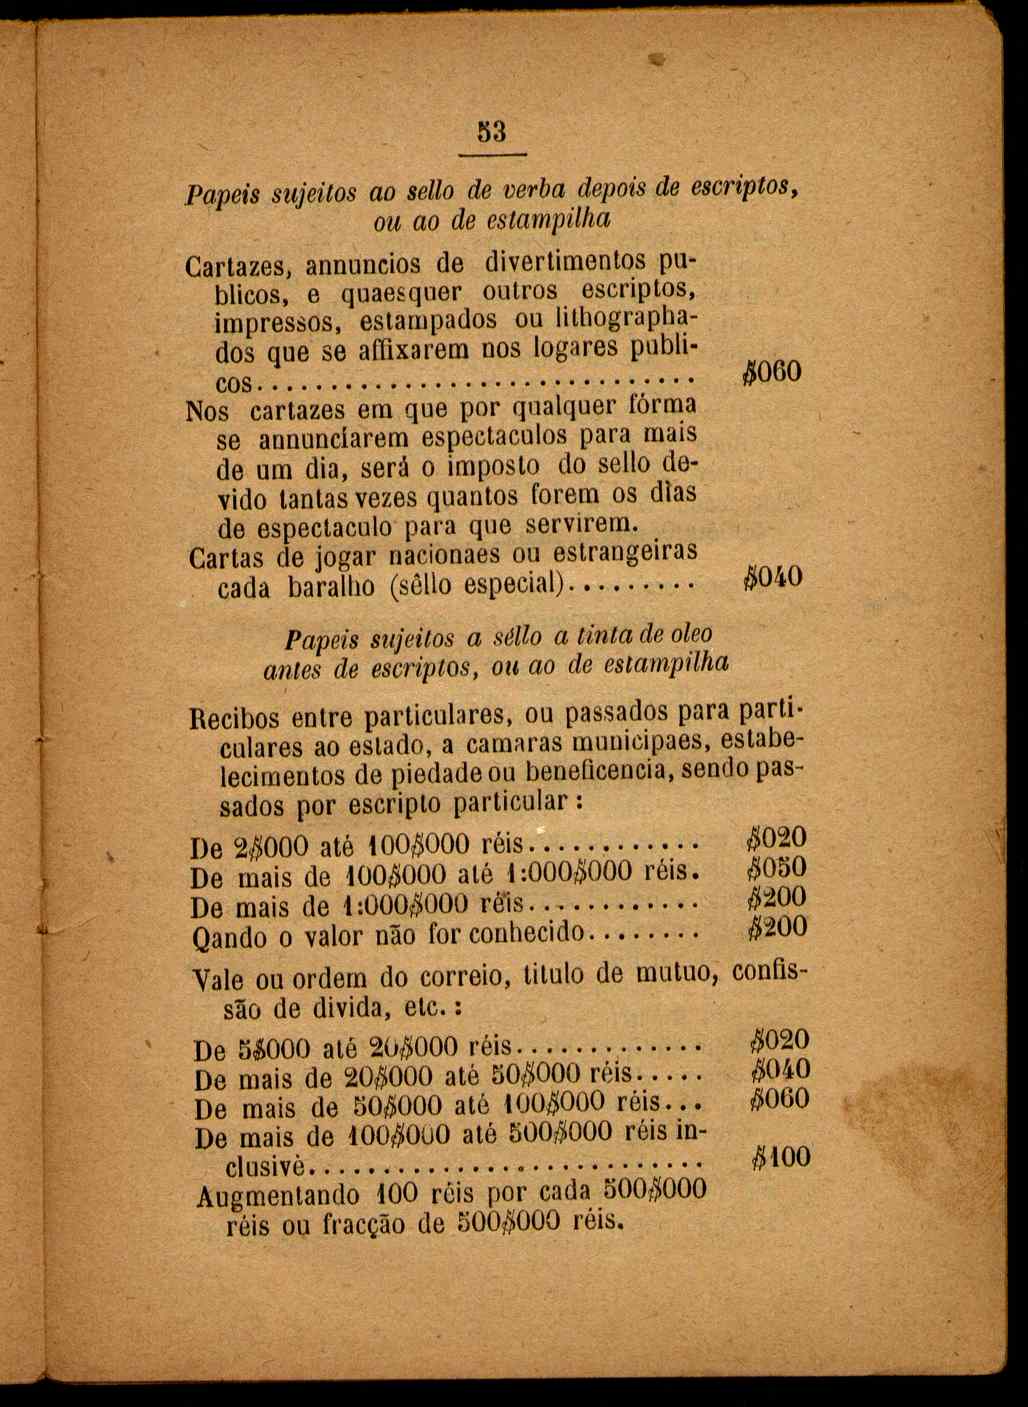 53
Papeis sujeitos ao sello de verba depois de escriptos,
ou ao de estampilha
Cartazes, annuncios de divertimentos pu-
blicos, e quaesquer outros escriptos,
impressos, estampados ou lithographa-
dos que se affixarem nos logares publi-
cos.............................. $060
Nos cartazes em que por qualquer fórma
se annunciarem espectaculos para mais
de um dia, será o imposto do sello de-
vido tantas vezes quantos forem os dias
de espectaculo para que servirem.
Cartas de jogar nacionaes ou estrangeiras
cada baralho (sêllo especial)......... $040
Papeis sujeitos a séllo a tinta de oleo
antes de escriptos, ou ao de estampilha
Recibos entre particulares, ou passados para parti-
culares ao estado, a camaras municipaes, estabe-
lecimentos de piedade ou beneficencia, sendo pas-
sados por escripto particular:
De 2$000 até 100$000 réis............ $020
De mais de 100$000 até 1:000$000 réis. $050
De mais de 1:000$000 réis............ $200
Qando o valor não for conhecido........ $200
Vale ou ordem do correio, titulo de mutuo, confis-
são de divida, etc.:
De 5$000 até 20$000 réis............. $020
De mais de 20$000 até 50$000 réis..... $040
De mais de 50$000 até 100$000 réis... $060
De mais de 100$000 até 500$000 réis in-
clusivè........................... $100
Augmentando 100 réis por cada 500$000
réis ou fracção de 500$000 réis.